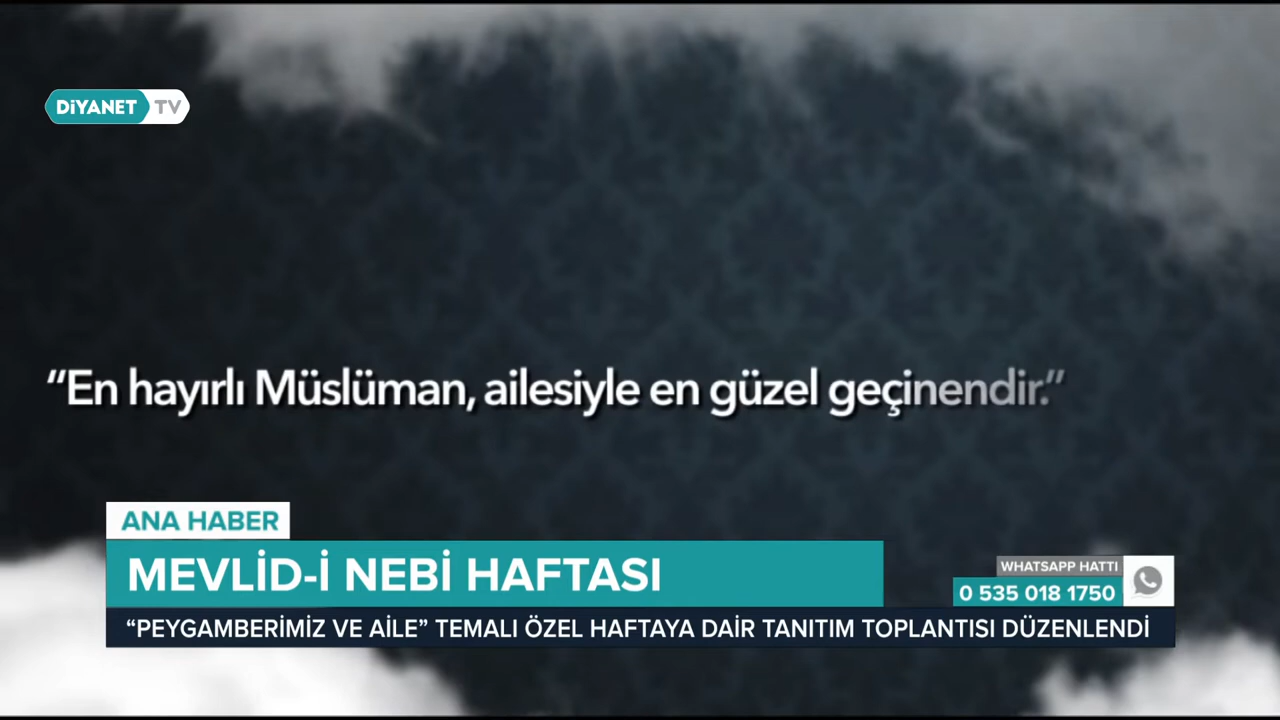 DİYANET TV
“En hayırlı Müslüman, ailesiyle en güzel geçinendir.”
ANA HABER
MEVLİD-İ NEBİ HAFTASI
WHATSAPP HATTI
0 535 018 1750
“PEYGAMBERİMİZ VE AİLE” TEMALI ÖZEL HAFTAYA DAİR TANITIM TOPLANTISI DÜZENLENDİ